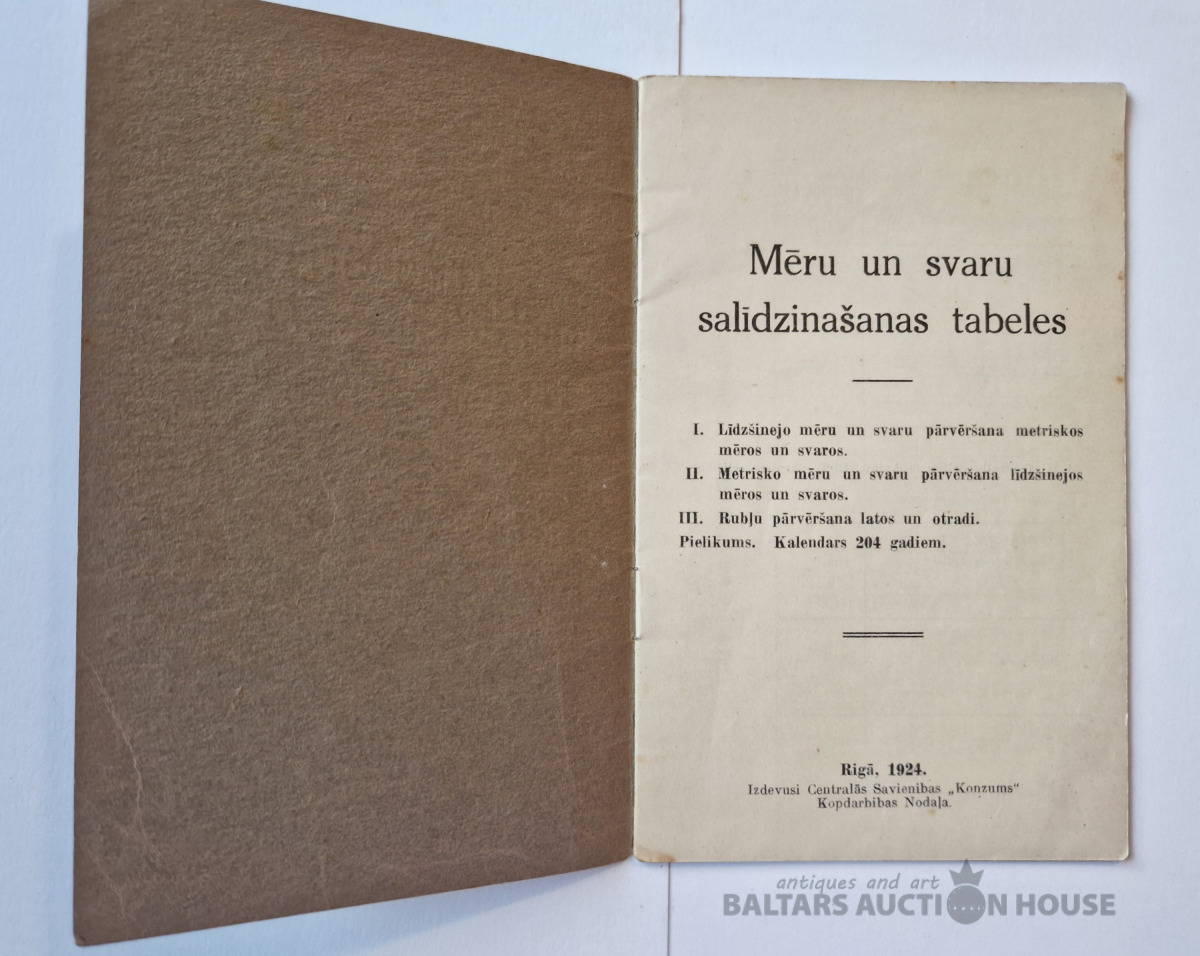 Mēru un svaru
salīdzinašanas tabeles
I. Līdzšinejo mēru un svaru pārvēršana metriskos
mēros un svaros.
II. Metrisko mēru un svaru pārvēršana līdzšinejos
mēros un svaros.
III. Rubļu pārvēršana latos un otradi.
Pielikums. Kalendars 204 gadiem.
Rigā, 1924.
Izdevusi Centralās Savienibas „Konzums“
Kopdarbibas Nodaļa.
antiques and art
BALTARS AUCTION HOUSE